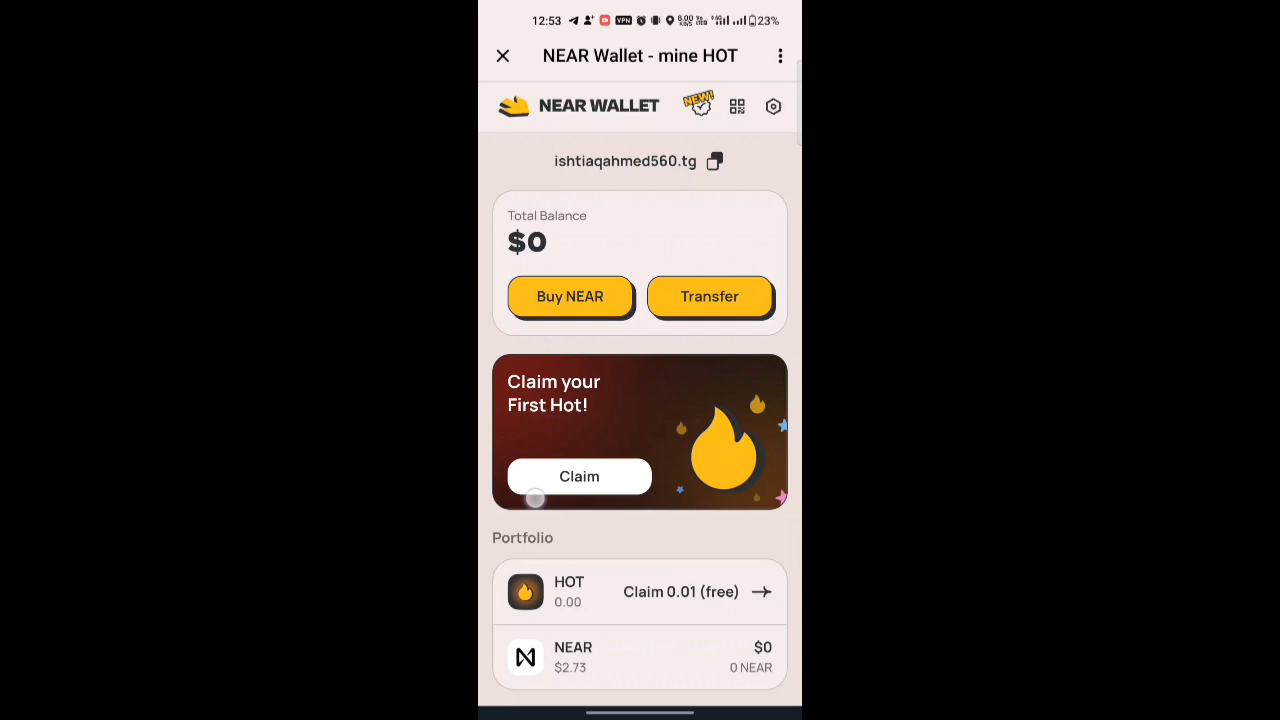 12:53 VPN 23%
NEAR Wallet - mine HOT
NEAR WALLET NEW!
ishtiaqahmed560.tg
Total Balance
$0
Buy NEAR Transfer
Claim your
First Hot!
Claim
Portfolio
HOT
0.00
Claim 0.01 (free)
NEAR $0
$2.73 0 NEAR